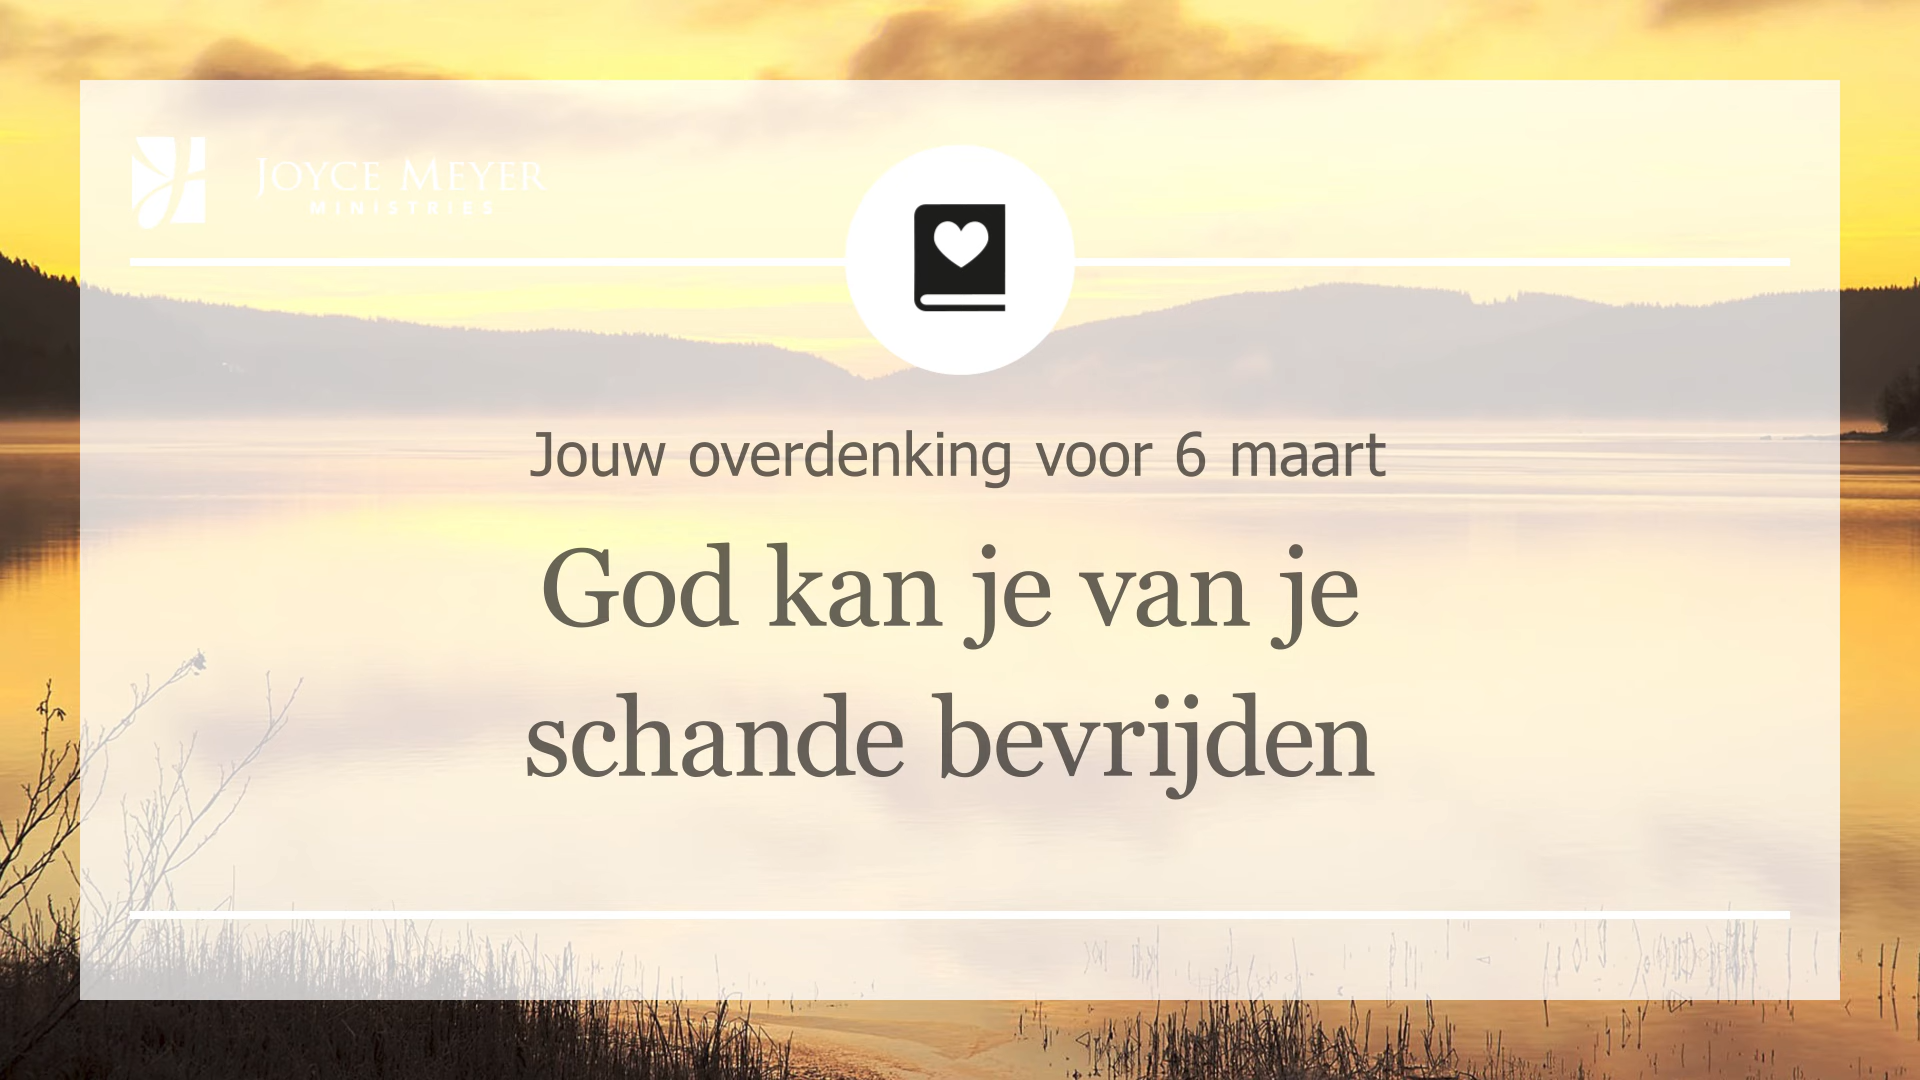 JOYCE MEYER
MINISTRIES
Jouw overdenking voor 6 maart
God kan je van je
schande bevrijden